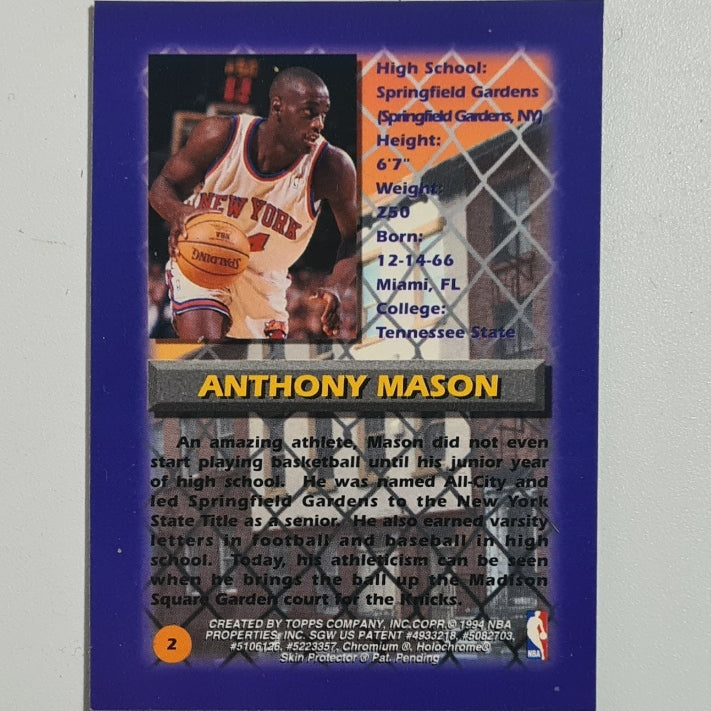 High School:
Springfield Gardens
(Springfield Gardens, NY)
Height:
6'7"
Weight:
250
Born:
12-14-66
Miami, FL
College:
Tennessee State
NEW YORK
4
NBA
SPALDING
ANTHONY MASON
An amazing athlete, Mason did not even
start playing basketball until his junior year
of high school. He was named All-City and
led Springfield Gardens to the New York
State Title as a senior. He also earned varsity
letters in football and baseball in high
school. Today, his athleticism can be seen
when he brings the ball up the Madison
Square Garden court for the Knicks.
2
CREATED BY TOPPS COMPANY, INC.COPR.© 1994 NBA
PROPERTIES, INC. SGW US PATENT #4933218, #5082703,
#5106126, #5223357, Chromium ®, Holochrome®
Skin Protector ® Pat. Pending
NBA